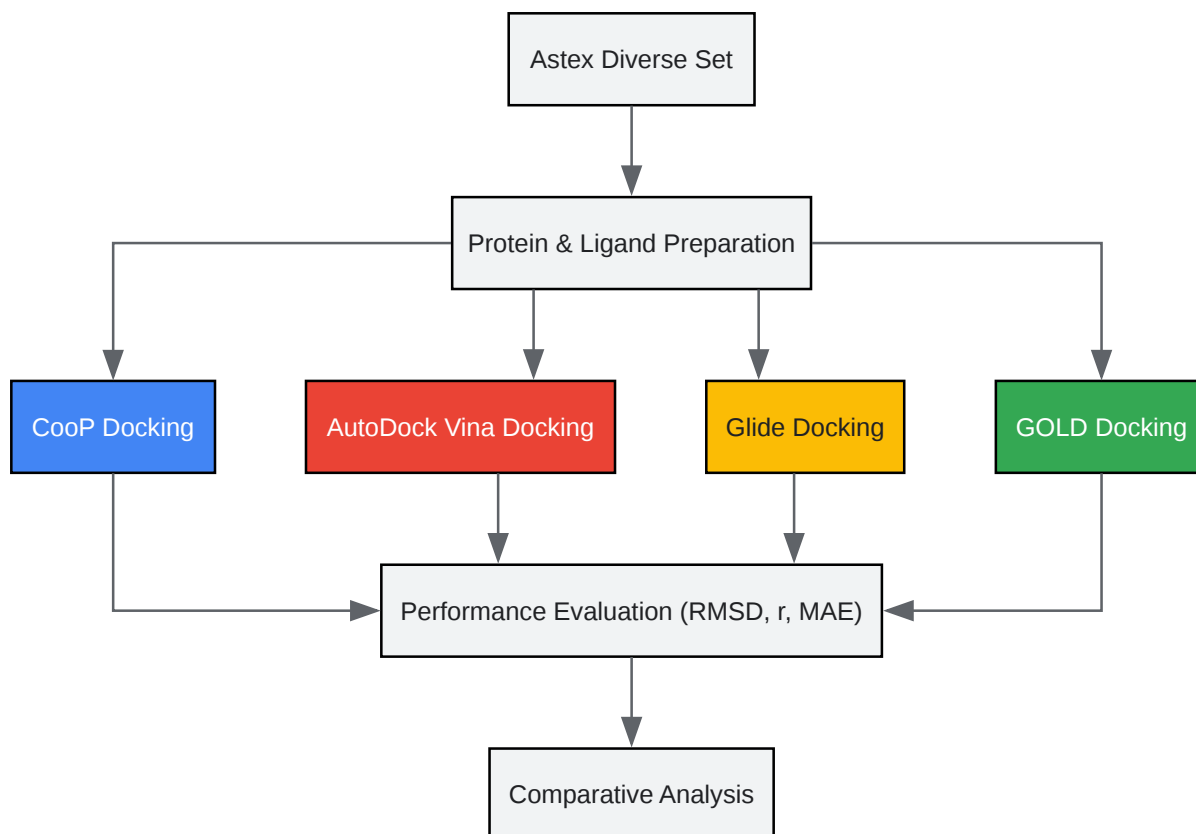 Astex Diverse Set
Protein & Ligand Preparation
CooP Docking
AutoDock Vina Docking
Glide Docking
GOLD Docking
Performance Evaluation (RMSD, r, MAE)
Comparative Analysis